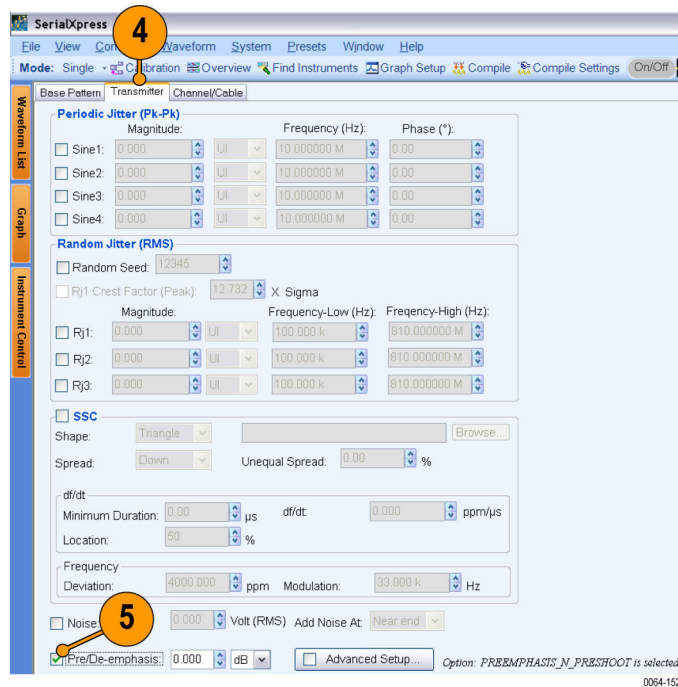 SerialXpress
4
File View Con Waveform System Presets Window Help
Mode: Single Calibration Overview Find Instruments Graph Setup Compile Compile Settings On/Off
Base Pattern Transmitter Channel/Cable
Waveform List
Graph
Instrument Control
Periodic Jitter (Pk-Pk)
Magnitude: Frequency (Hz): Phase (°):
Sine1: 0.000 UI 10.000000 M 0.00
Sine2: 0.000 UI 10.000000 M 0.00
Sine3: 0.000 UI 10.000000 M 0.00
Sine4: 0.000 UI 10.000000 M 0.00
Random Jitter (RMS)
Random Seed: 12345
Rj1 Crest Factor (Peak): 12.732 X Sigma
Magnitude: Frequency-Low (Hz): Freqency-High (Hz):
Rj1: 0.000 UI 100.000 k 810.000000 M
Rj2: 0.000 UI 100.000 k 810.000000 M
Rj3: 0.000 UI 100.000 k 810.000000 M
SSC
Shape: Triangle Browse...
Spread: Down Unequal Spread: 0.00 %
df/dt
Minimum Duration: 0.00 µs df/dt: 0.000 ppm/µs
Location: 50 %
Frequency
Deviation: 4000.000 ppm Modulation: 33.000 k Hz
5
Noise: 0.000 Volt (RMS) Add Noise At: Near end
Pre/De-emphasis: 0.000 dB Advanced Setup... Option: PREEMPHASIS_N_PRESHOOT is selected
0064-152